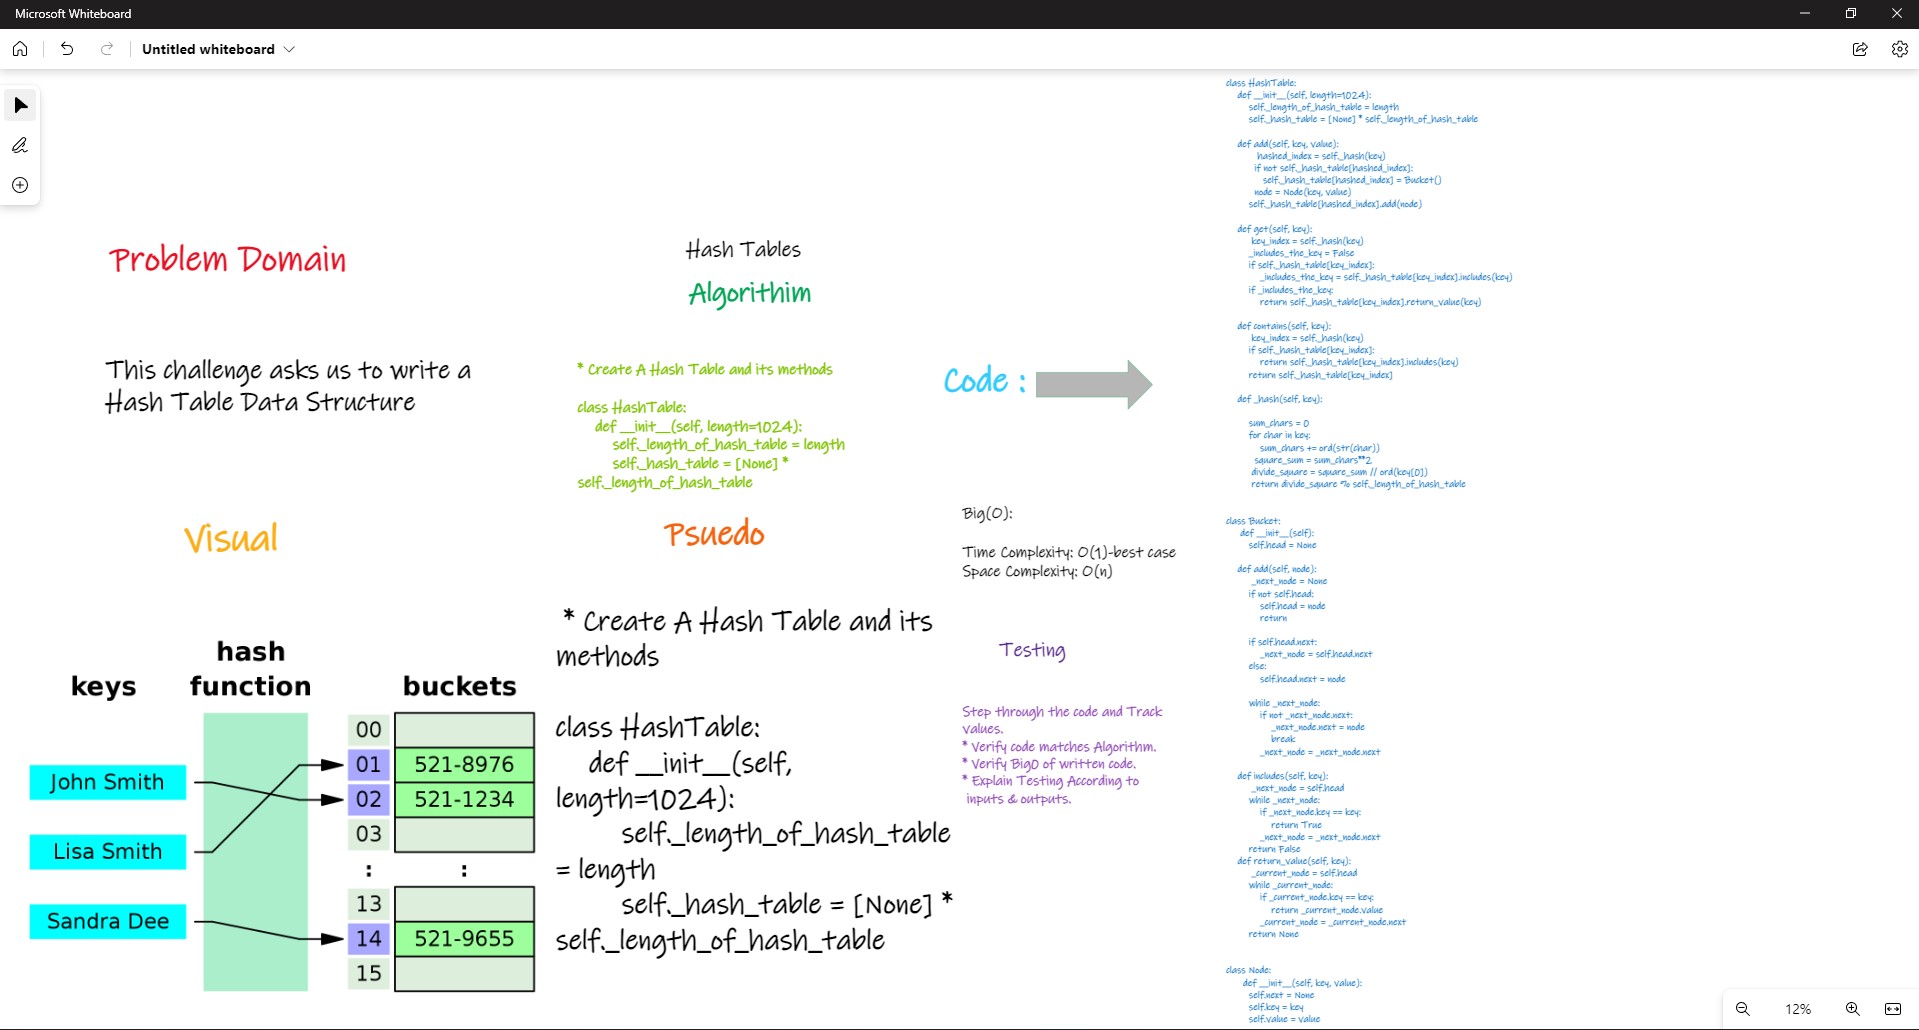 Microsoft Whiteboard
Untitled whiteboard
Problem Domain
This challenge asks us to write a
Hash Table Data Structure
Visual
keys
hash
function
buckets
John Smith
Lisa Smith
Sandra Dee
00
01
521-8976
02
521-1234
03
:
:
13
14
521-9655
15
Hash Tables
Algorithim
* Create A Hash Table and its methods
class HashTable:
def __init__(self, length=1024):
self._length_of_hash_table = length
self._hash_table = [None] *
self._length_of_hash_table
Psuedo
* Create A Hash Table and its
methods
class HashTable:
def __init__(self,
length=1024):
self._length_of_hash_table
= length
self._hash_table = [None] *
self._length_of_hash_table
Code :
Big(O):
Time Complexity: O(1)-best case
Space Complexity: O(n)
Testing
Step through the code and Track
values.
* Verify code matches Algorithm.
* Verify BigO of written code.
* Explain Testing According to
inputs & outputs.
class HashTable:
def __init__(self, length=1024):
self._length_of_hash_table = length
self._hash_table = [None] * self._length_of_hash_table
def add(self, key, value):
hashed_index = self._hash(key)
if not self._hash_table[hashed_index]:
self._hash_table[hashed_index] = Bucket()
node = Node(key, value)
self._hash_table[hashed_index].add(node)
def get(self, key):
key_index = self._hash(key)
_includes_the_key = False
if self._hash_table[key_index]:
_includes_the_key = self._hash_table[key_index].includes(key)
if _includes_the_key:
return self._hash_table[key_index].return_value(key)
def contains(self, key):
key_index = self._hash(key)
if self._hash_table[key_index]:
return self._hash_table[key_index].includes(key)
return self._hash_table[key_index]
def _hash(self, key):
sum_chars = 0
for char in key:
sum_chars += ord(str(char))
square_sum = sum_chars**2
divide_square = square_sum // ord(key[0])
return divide_square % self._length_of_hash_table
class Bucket:
def __init__(self):
self.head = None
def add(self, node):
_next_node = None
if not self.head:
self.head = node
return
if self.head.next:
_next_node = self.head.next
else:
self.head.next = node
while _next_node:
if not _next_node.next:
_next_node.next = node
break
_next_node = _next_node.next
def includes(self, key):
_next_node = self.head
while _next_node:
if _next_node.key == key:
return True
_next_node = _next_node.next
return False
def return_value(self, key):
_current_node = self.head
while _current_node:
if _current_node.key == key:
return _current_node.value
_current_node = _current_node.next
return None
class Node:
def __init__(self, key, value):
self.next = None
self.key = key
self.value = value
12%